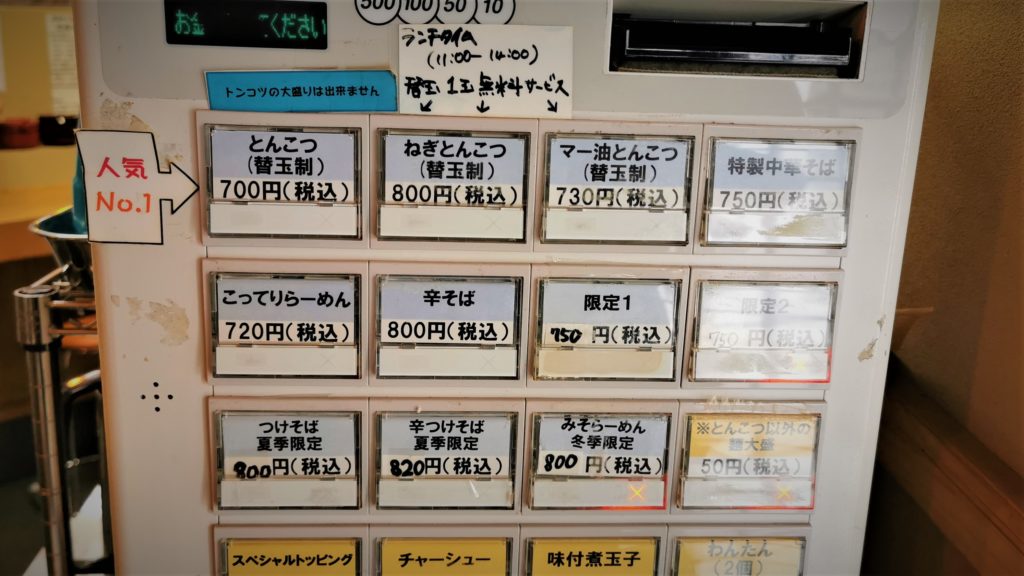 500 100 50 10
お金 ください
ランチタイム
(11:00〜14:00)
替玉 1玉 無料サービス
トンコツの大盛りは出来ません
人気
No.1
とんこつ
(替玉制)
700円(税込)
ねぎとんこつ
(替玉制)
800円(税込)
マー油とんこつ
(替玉制)
730円(税込)
特製中華そば
750円(税込)
こってりらーめん
720円(税込)
辛そば
800円(税込)
限定1
750 円(税込)
限定2
750 円(税込)
つけそば
夏季限定
800円(税込)
辛つけそば
夏季限定
820円(税込)
みそらーめん
冬季限定
800 円(税込)
※とんこつ以外の
麺大盛
50円(税込)
スペシャルトッピング
チャーシュー
味付煮玉子
わんたん
(2個)